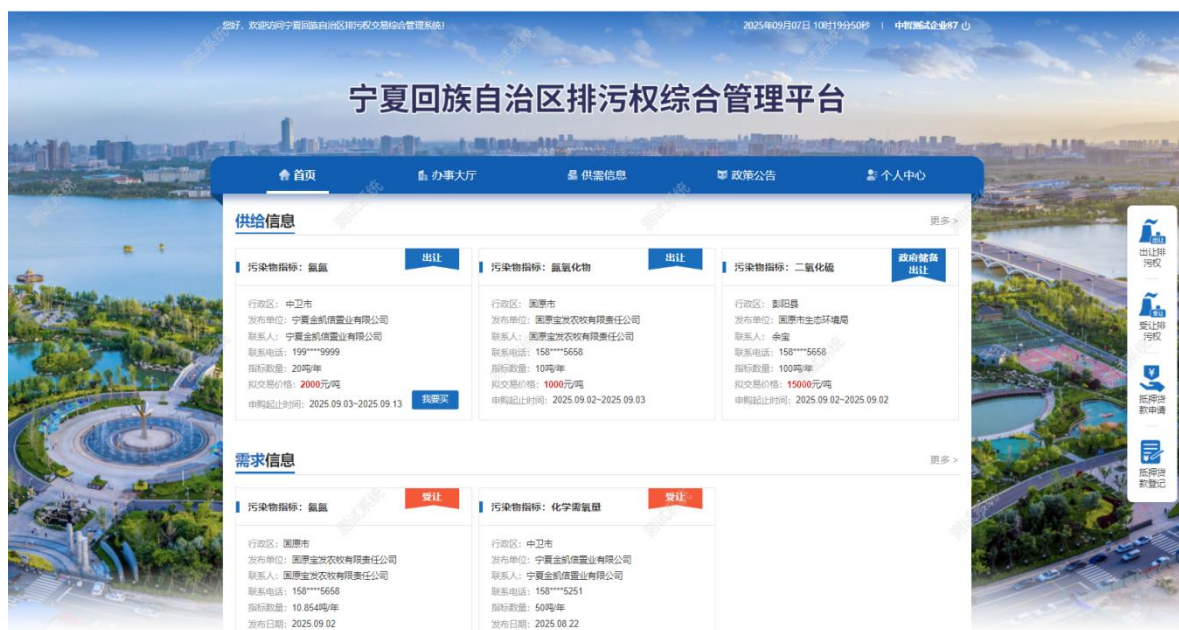 您好，欢迎访问宁夏回族自治区排污权交易综合管理系统!
2025年09月07日 10时19分50秒 | 中智测试企业87
宁夏回族自治区排污权综合管理平台
首页 办事大厅 供需信息 政策公告 个人中心
供给信息 更多 >
污染物指标：氨氮 出让
行政区：中卫市
发布单位：宁夏金凯信置业有限公司
联系人：宁夏金凯信置业有限公司
联系电话：199****9999
指标数量：20吨/年
拟交易价格：2000元/吨
申购起止时间：2025.09.03~2025.09.13 我要买
污染物指标：氮氧化物 出让
行政区：固原市
发布单位：固原宝发农牧有限责任公司
联系人：固原宝发农牧有限责任公司
联系电话：158****5658
指标数量：10吨/年
拟交易价格：1000元/吨
申购起止时间：2025.09.02~2025.09.03
污染物指标：二氧化硫 政府储备
出让
行政区：彭阳县
发布单位：固原市生态环境局
联系人：余宝
联系电话：158****5658
指标数量：100吨/年
拟交易价格：15000元/吨
申购起止时间：2025.09.02~2025.09.02
需求信息 更多 >
污染物指标：氨氮 受让
行政区：固原市
发布单位：固原宝发农牧有限责任公司
联系人：固原宝发农牧有限责任公司
联系电话：158****5658
指标数量：10.854吨/年
发布日期：2025.09.02
污染物指标：化学需氧量 受让
行政区：中卫市
发布单位：宁夏金凯信置业有限公司
联系人：宁夏金凯信置业有限公司
联系电话：158****5251
指标数量：50吨/年
发布日期：2025.08.22
出让
出让排
污权
受让
受让排
污权
抵押贷
款申请
抵押贷
款登记
测试系统